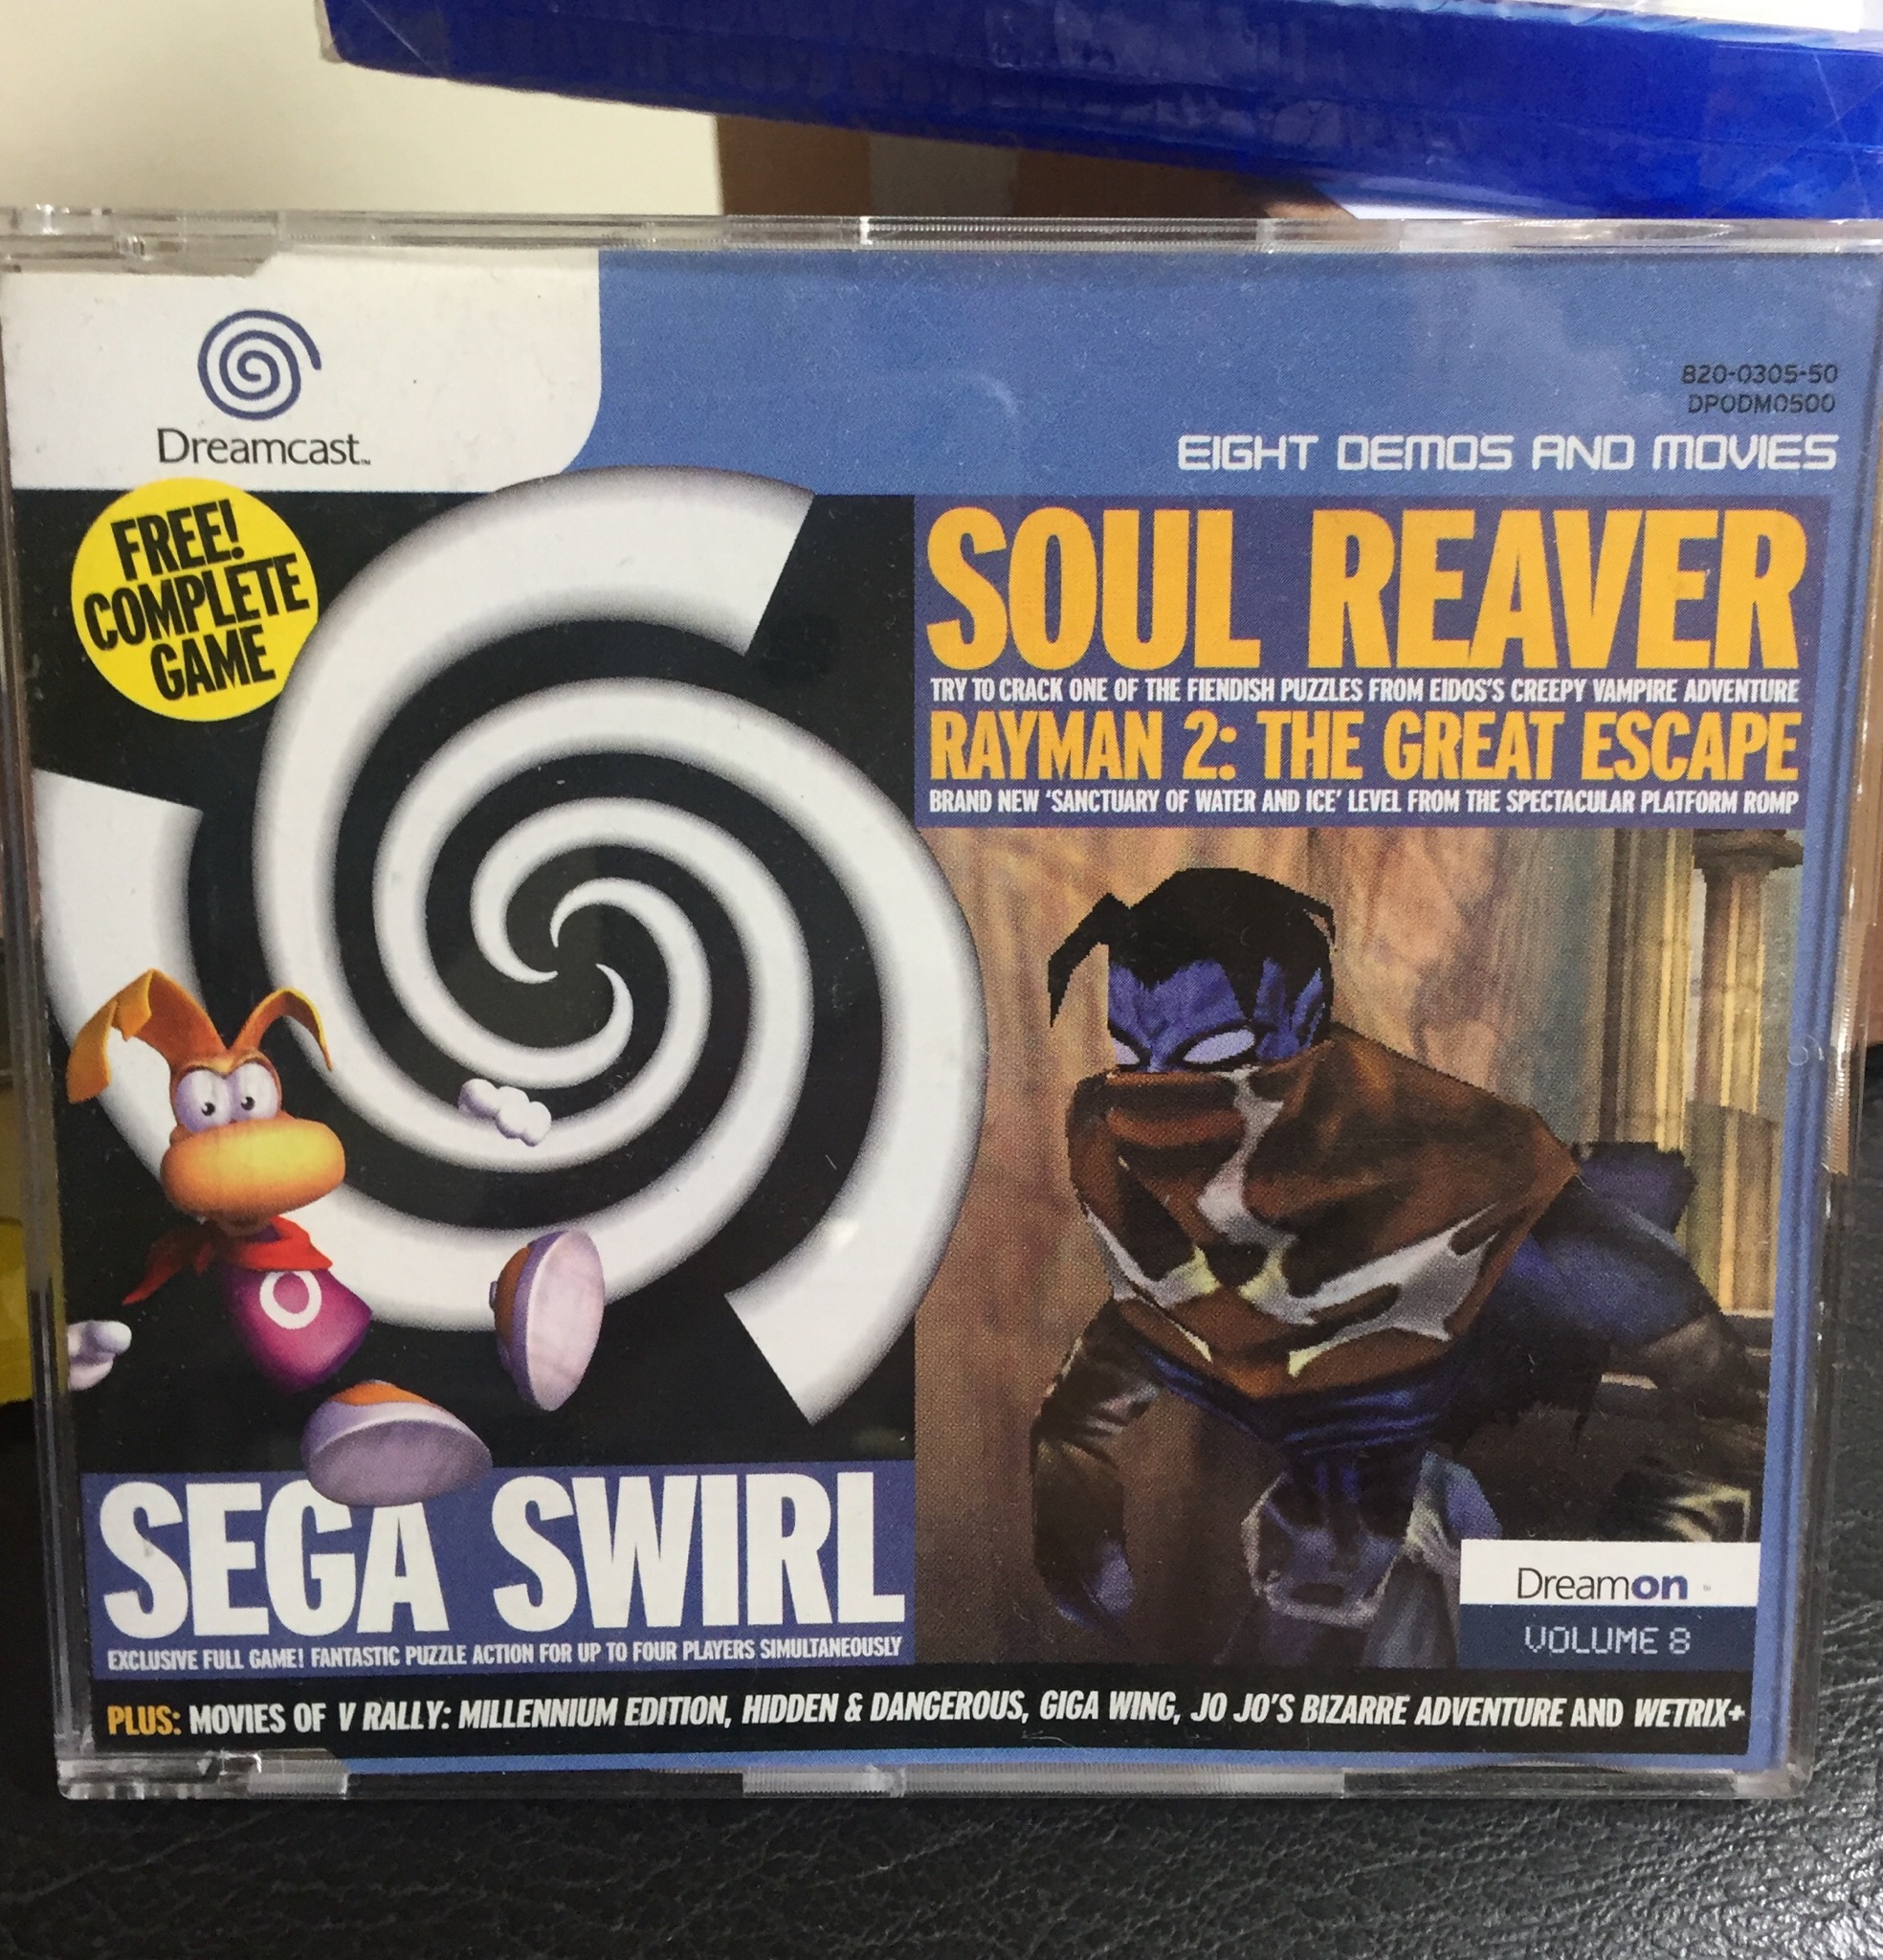 Dreamcast™
820-0305-50
DPODM0500
EIGHT DEMOS AND MOVIES
FREE!
COMPLETE
GAME
SOUL REAVER
TRY TO CRACK ONE OF THE FIENDISH PUZZLES FROM EIDOS'S CREEPY VAMPIRE ADVENTURE
RAYMAN 2: THE GREAT ESCAPE
BRAND NEW 'SANCTUARY OF WATER AND ICE' LEVEL FROM THE SPECTACULAR PLATFORM ROMP
SEGA SWIRL
EXCLUSIVE FULL GAME! FANTASTIC PUZZLE ACTION FOR UP TO FOUR PLAYERS SIMULTANEOUSLY
Dreamon™
VOLUME 8
PLUS: MOVIES OF V RALLY: MILLENNIUM EDITION, HIDDEN & DANGEROUS, GIGA WING, JO JO'S BIZARRE ADVENTURE AND WETRIX+